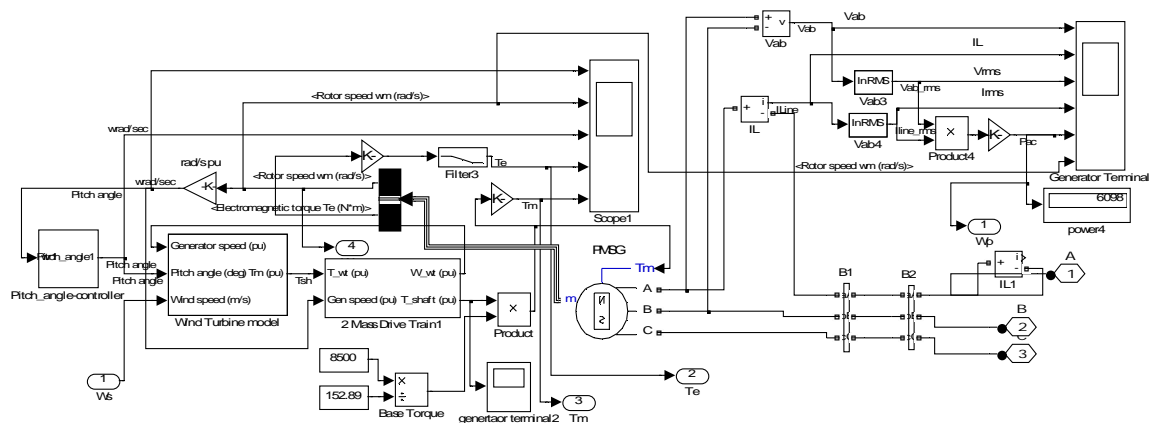 Vab
+
-
v
Vab
Vab
IL
<Rotor speed wm (rad/s)>
+
-
i
IL
ILine
InRMS
Vab3
Vab_rms
Vrms
Irms
InRMS
Vab4
Iline_rms
×
Product4
K-
Pac
<Rotor speed wm (rad/s)>
Generator Terminal
6098
power4
1
Wp
wrad/sec
K-
Filter3
Te
K-
Tm
Scope1
rad/s pu
wrad/sec
-K-
Pitch angle
<Rotor speed wm (rad/s)>
<Electromagnetic torque Te (N*m)>
4
Pitch_angle1
Pitch_angle-controller
Pitch angle
Pitch angle
Generator speed (pu)
Pitch angle (deg) Tm (pu)
Wind speed (m/s)
Wind Turbine model
Tsh
T_wt (pu)
W_wt (pu)
Gen speed (pu)
T_shaft (pu)
2 Mass Drive Train1
×
Product
PMSG
Tm
m
N
S
A
B
C
B1
B2
+
-
i
IL1
A
1
B
2
C
3
8500
152.89
×
÷
Base Torque
genertaor terminal2
1
Ws
2
Te
3
Tm